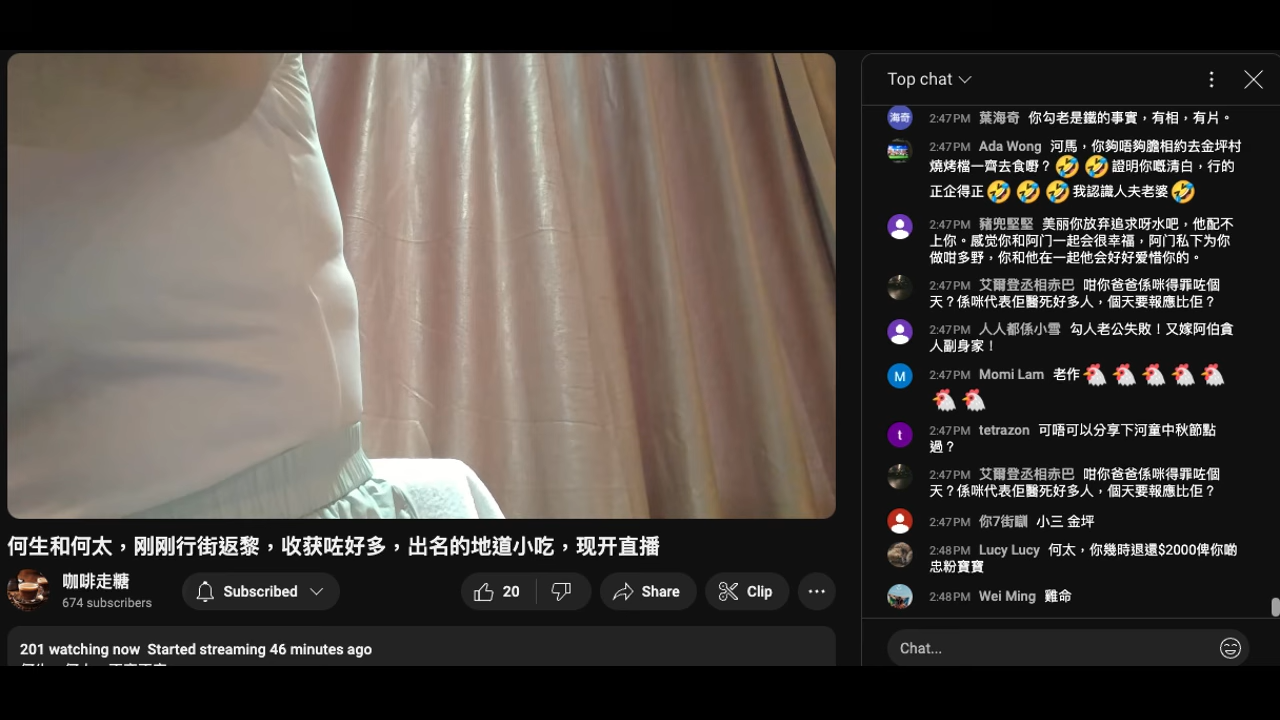 何生和何太，刚刚行街返黎，收获咗好多，出名的地道小吃，现开直播
咖啡走糖
674 subscribers
Subscribed
20
Share
Clip
201 watching now  Started streaming 46 minutes ago
Top chat
海奇
2:47 PM 葉海奇 你勾老是鐵的事實，有相，有片。
2:47 PM Ada Wong 河馬，你夠唔夠膽相約去金坪村
燒烤檔一齊去食嘢？🤣🤣證明你嘅清白，行的
正企得正🤣🤣🤣我認識人夫老婆🤣
2:47 PM 豬兜堅堅 美丽你放弃追求呀水吧，他配不
上你。感觉你和阿门一起会很幸福，阿门私下为你
做咁多野，你和他在一起他会好好爱惜你的。
2:47 PM 艾爾登丞相赤巴 咁你爸爸係咪得罪咗個
天？係咪代表佢醫死好多人，個天要報應比佢？
2:47 PM 人人都係小雪 勾人老公失敗！又嫁阿伯貪
人副身家！
M
2:47 PM Momi Lam 老作🐔🐔🐔🐔🐔
🐔🐔
t
2:47 PM tetrazon 可唔可以分享下河童中秋節點
過？
2:47 PM 艾爾登丞相赤巴 咁你爸爸係咪得罪咗個
天？係咪代表佢醫死好多人，個天要報應比佢？
2:47 PM 你7街瞓 小三 金坪
2:48 PM Lucy Lucy 何太，你幾時退還$2000俾你啲
忠粉寶寶
2:48 PM Wei Ming 雞命
Chat...